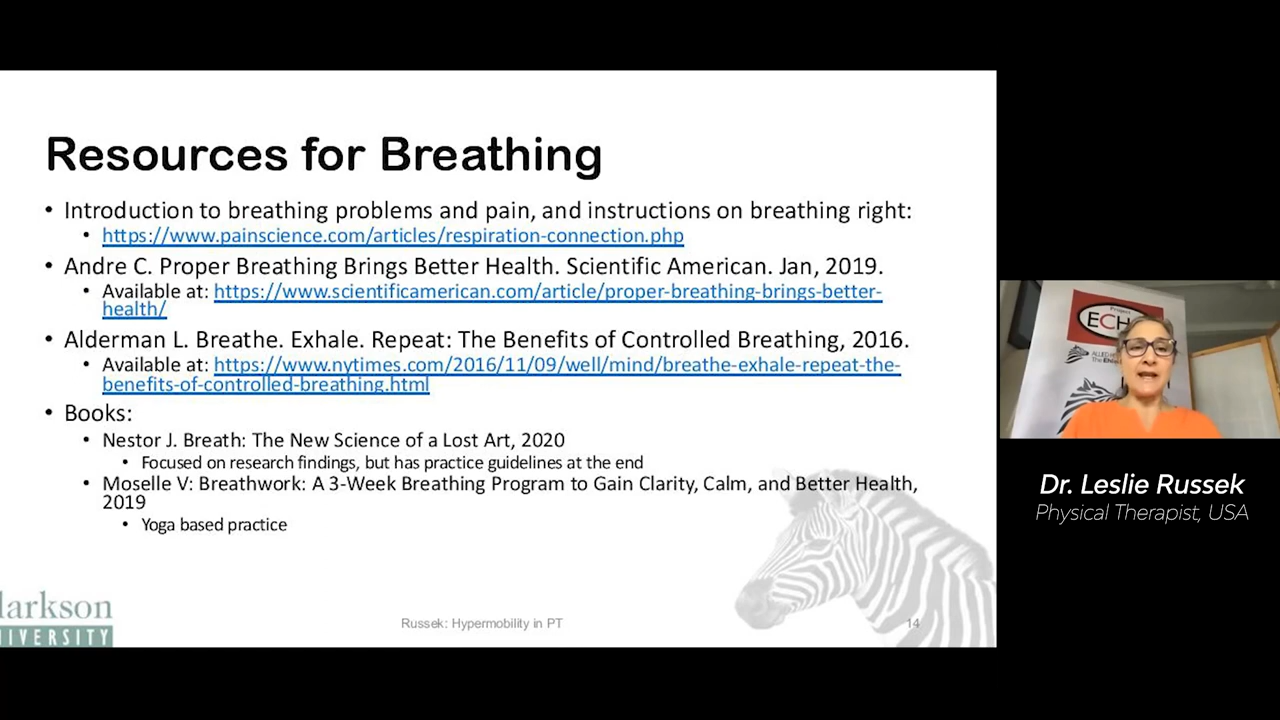 Resources for Breathing
• Introduction to breathing problems and pain, and instructions on breathing right:
• https://www.painscience.com/articles/respiration-connection.php
• Andre C. Proper Breathing Brings Better Health. Scientific American. Jan, 2019.
• Available at: https://www.scientificamerican.com/article/proper-breathing-brings-better-
health/
• Alderman L. Breathe. Exhale. Repeat: The Benefits of Controlled Breathing, 2016.
• Available at: https://www.nytimes.com/2016/11/09/well/mind/breathe-exhale-repeat-the-
benefits-of-controlled-breathing.html
• Books:
• Nestor J. Breath: The New Science of a Lost Art, 2020
• Focused on research findings, but has practice guidelines at the end
• Moselle V: Breathwork: A 3-Week Breathing Program to Gain Clarity, Calm, and Better Health,
2019
• Yoga based practice
larkson
NIVERSITY
Russek: Hypermobility in PT
14
Project
ECH
Dr. Leslie Russek
Physical Therapist, USA